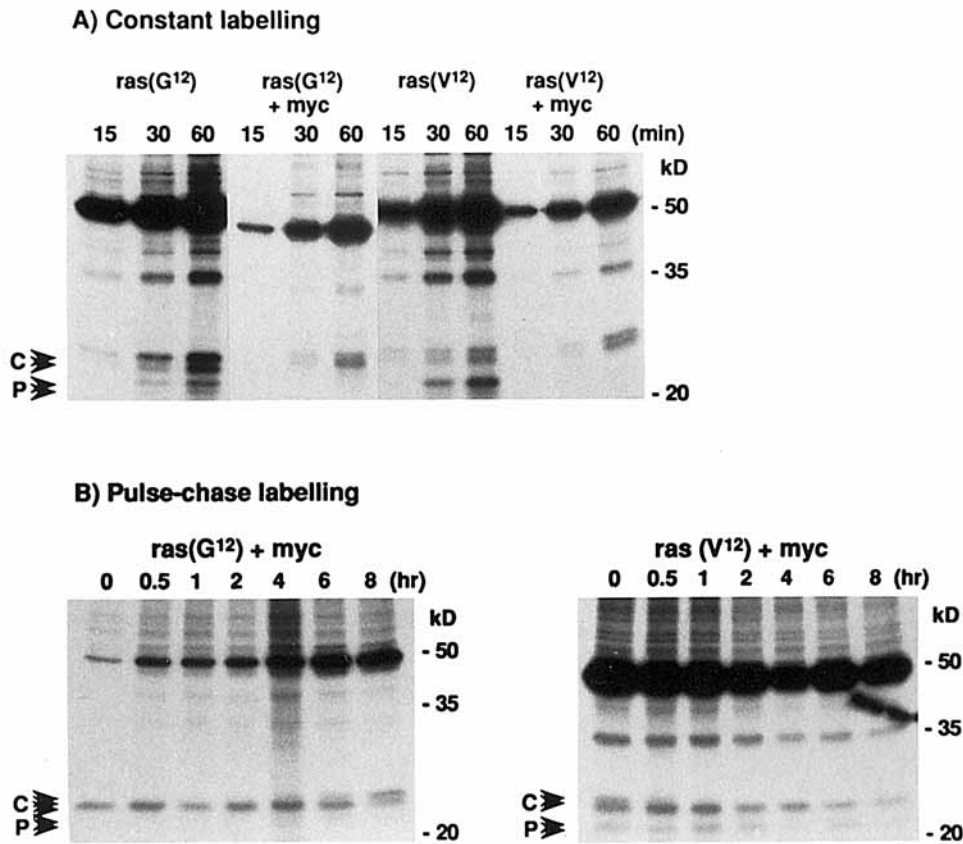 A) Constant labelling
ras(G¹²) ras(G¹²) + myc ras(V¹²) ras(V¹²) + myc
15 30 60 15 30 60 15 30 60 15 30 60 (min)
kD
- 50
- 35
C
P
- 20
B) Pulse-chase labelling
ras(G¹²) + myc
0 0.5 1 2 4 6 8 (hr)
kD
- 50
- 35
C
P
- 20
ras (V¹²) + myc
0 0.5 1 2 4 6 8 (hr)
kD
- 50
- 35
C
P
- 20